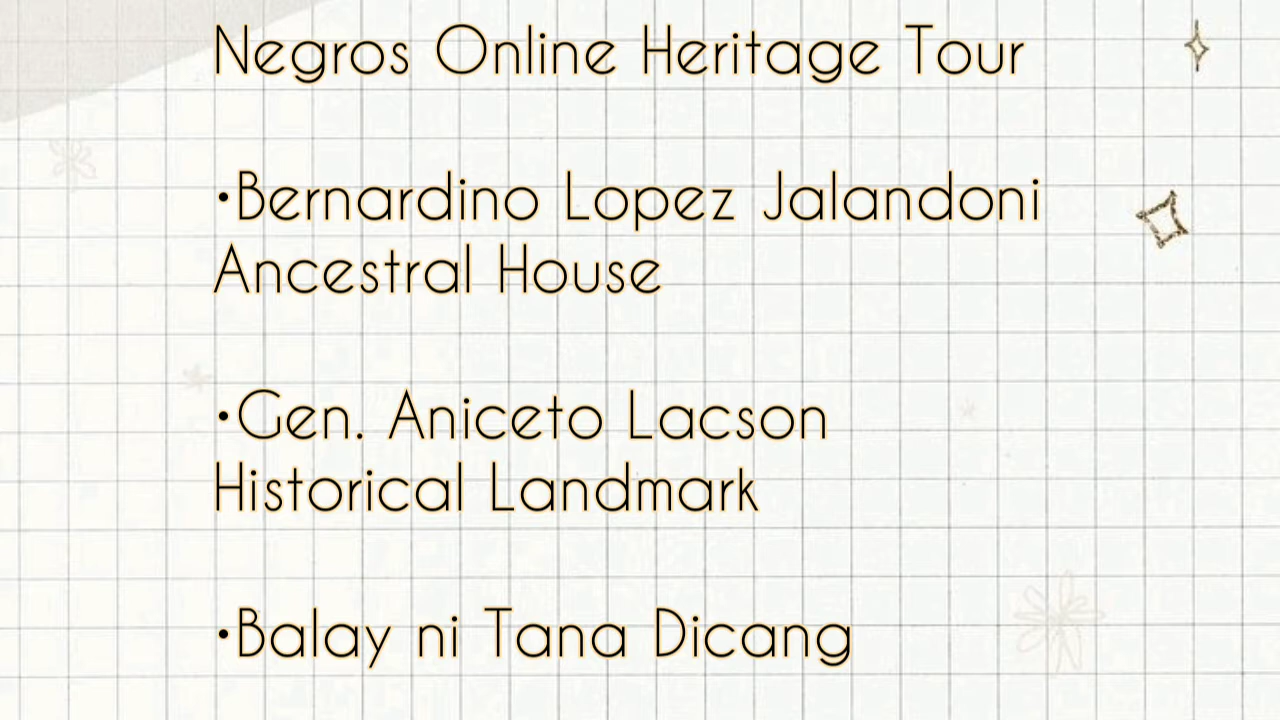 Negros Online Heritage Tour
•Bernardino Lopez Jalandoni
Ancestral House
•Gen. Aniceto Lacson
Historical Landmark
•Balay ni Tana Dicang